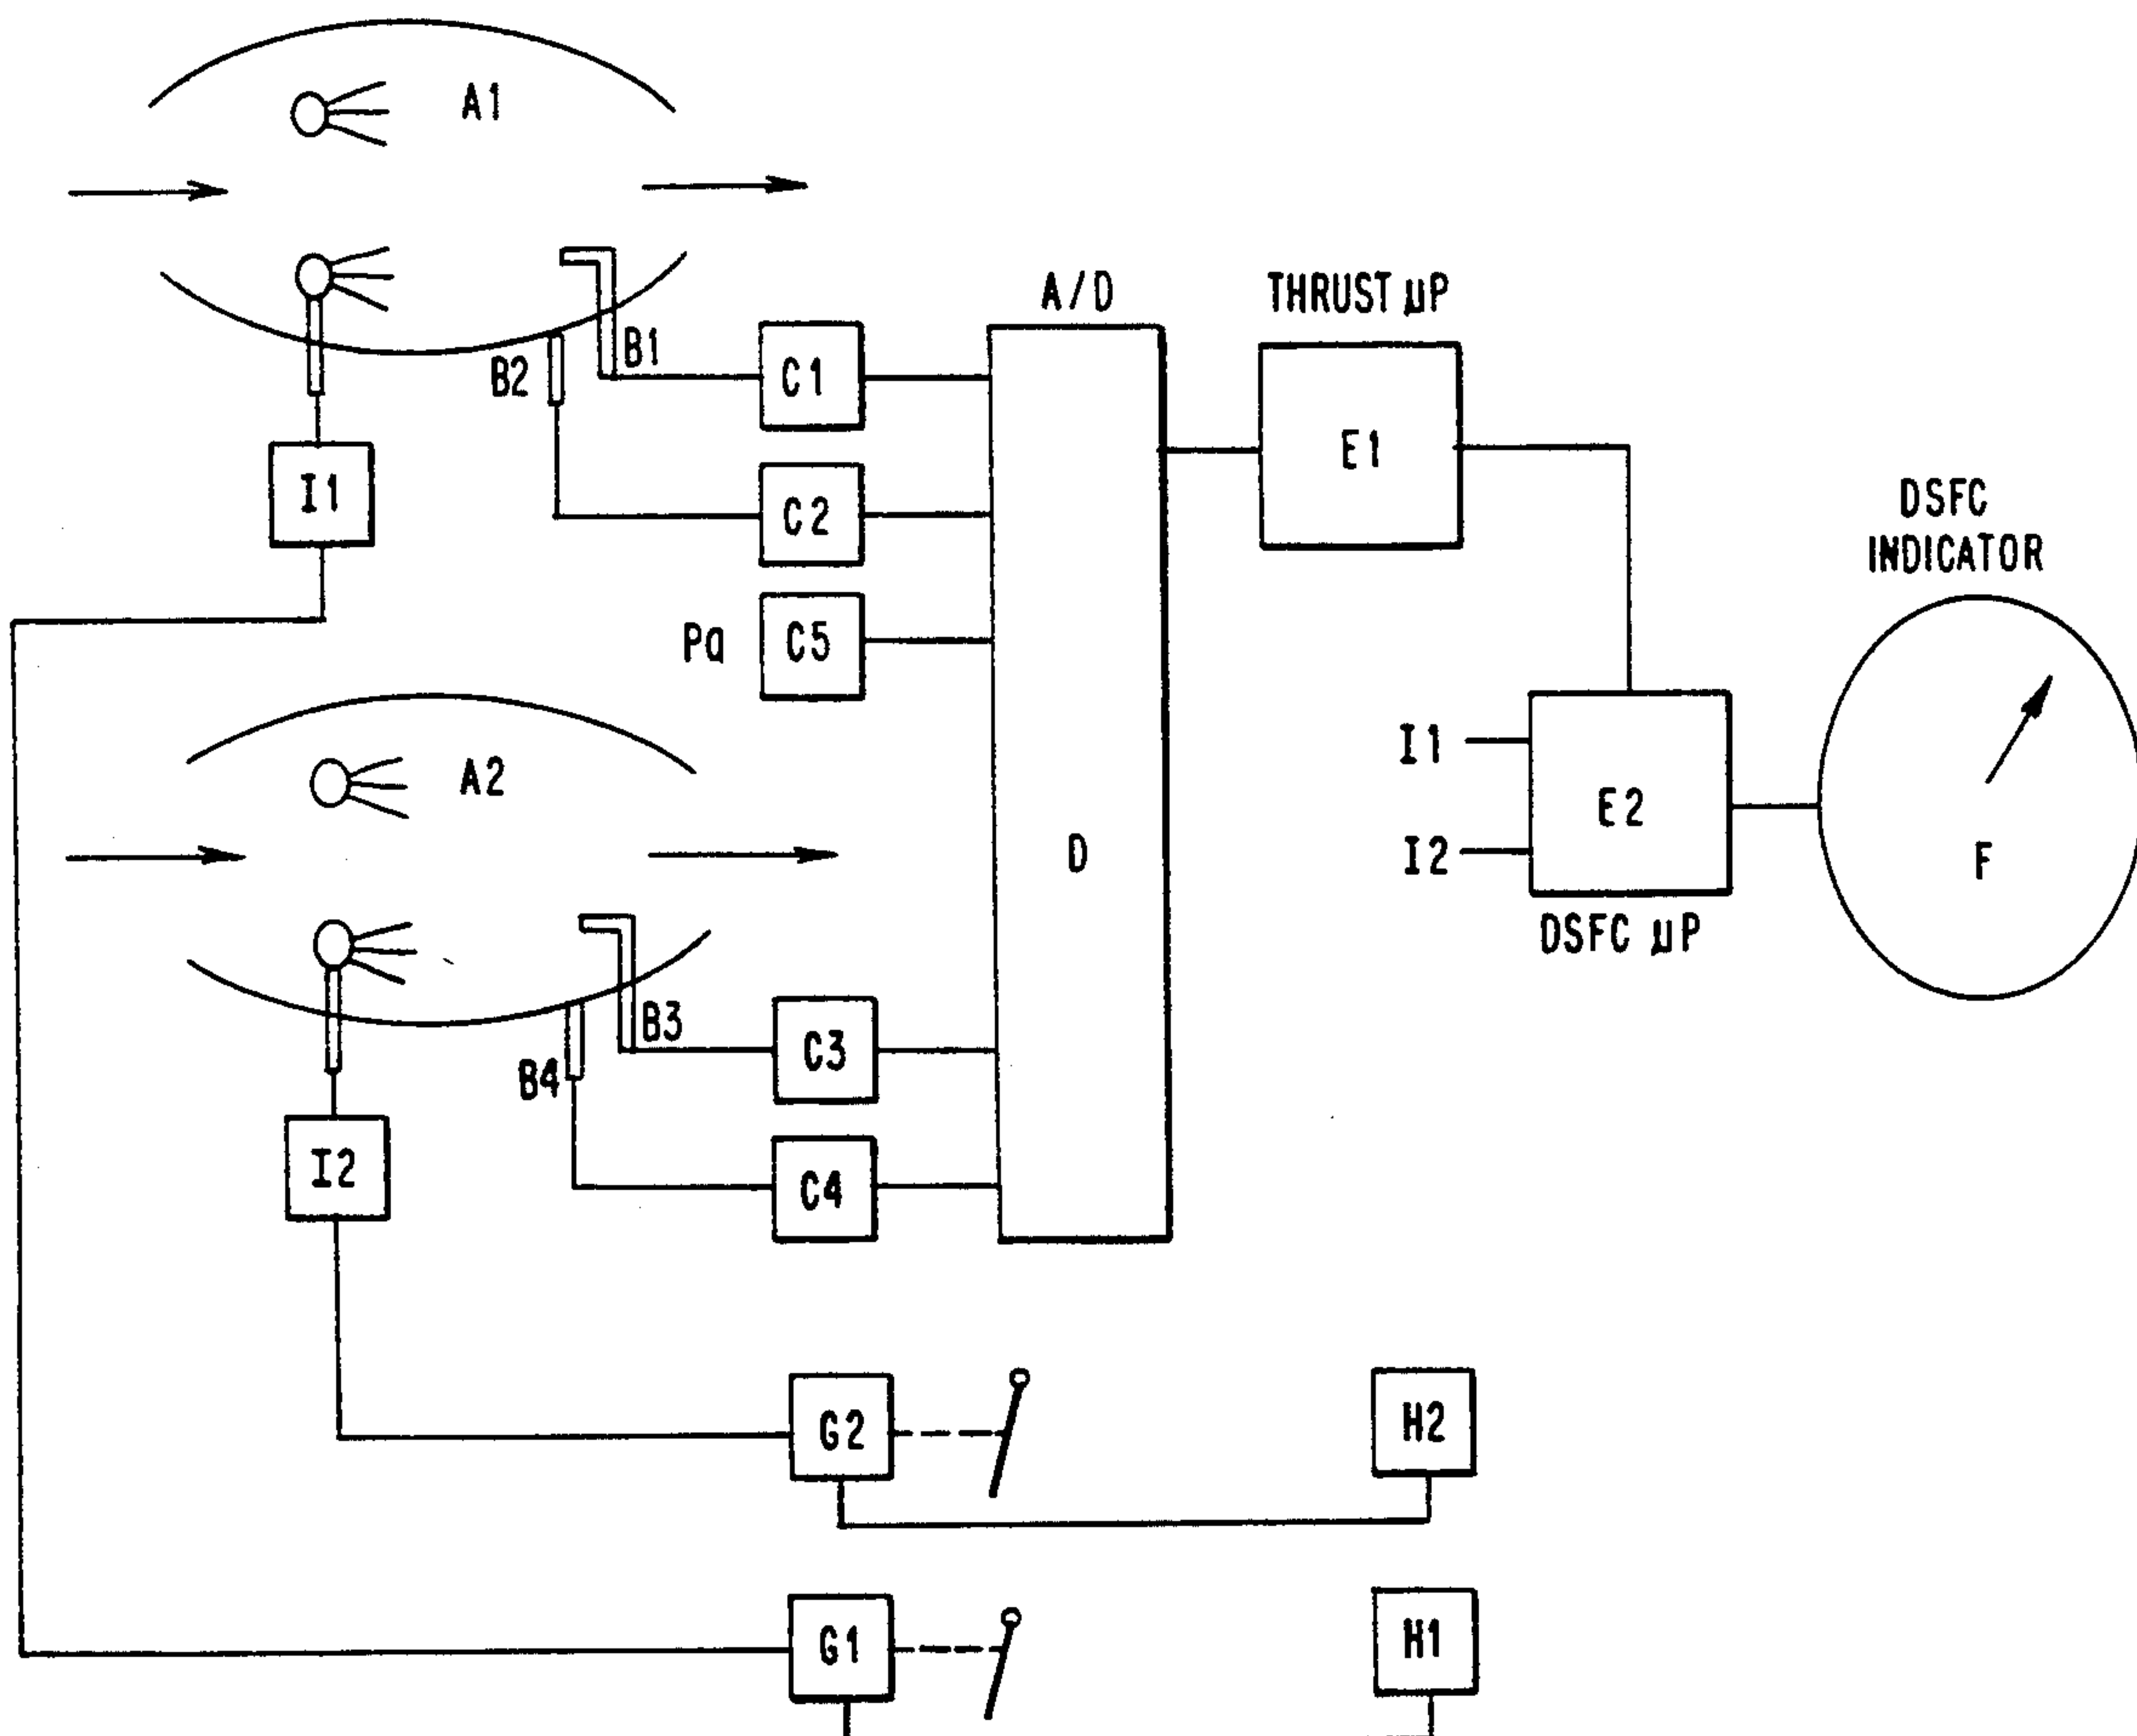 A1
A/D
THRUST µP
B1
B2
C1
E1
I1
C2
DSFC
INDICATOR
Pa
C5
I1
A2
E2
I2
D
F
DSFC µP
B3
C3
B4
I2
C4
G2
H2
G1
H1